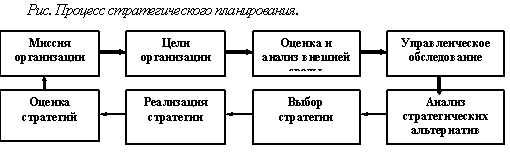 Рис. Процесс стратегического планирования.
Миссия
организации
Цели
организации
Оценка и
анализ внешней
Управленческое
обследование
Оценка
стратегий
Реализация
стратегии
Выбор
стратегии
Анализ
стратегических
альтернатив